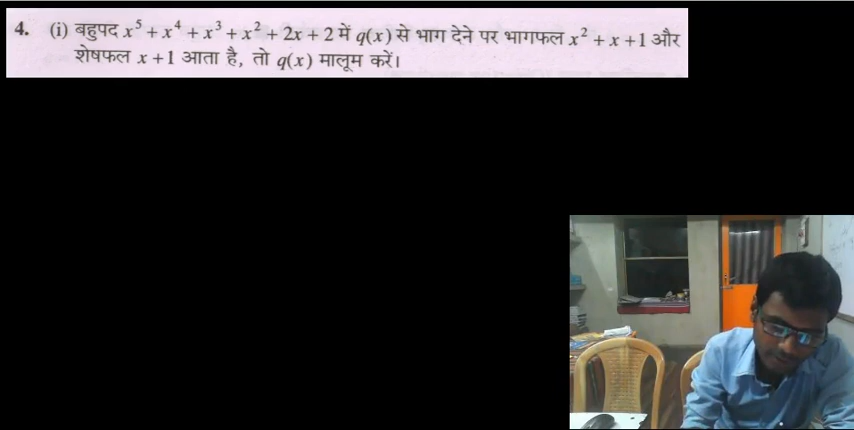 4. (i) बहुपद x⁵ + x⁴ + x³ + x² + 2x + 2 में q(x) से भाग देने पर भागफल x² + x + 1 और
शेषफल x + 1 आता है, तो q(x) मालूम करें।